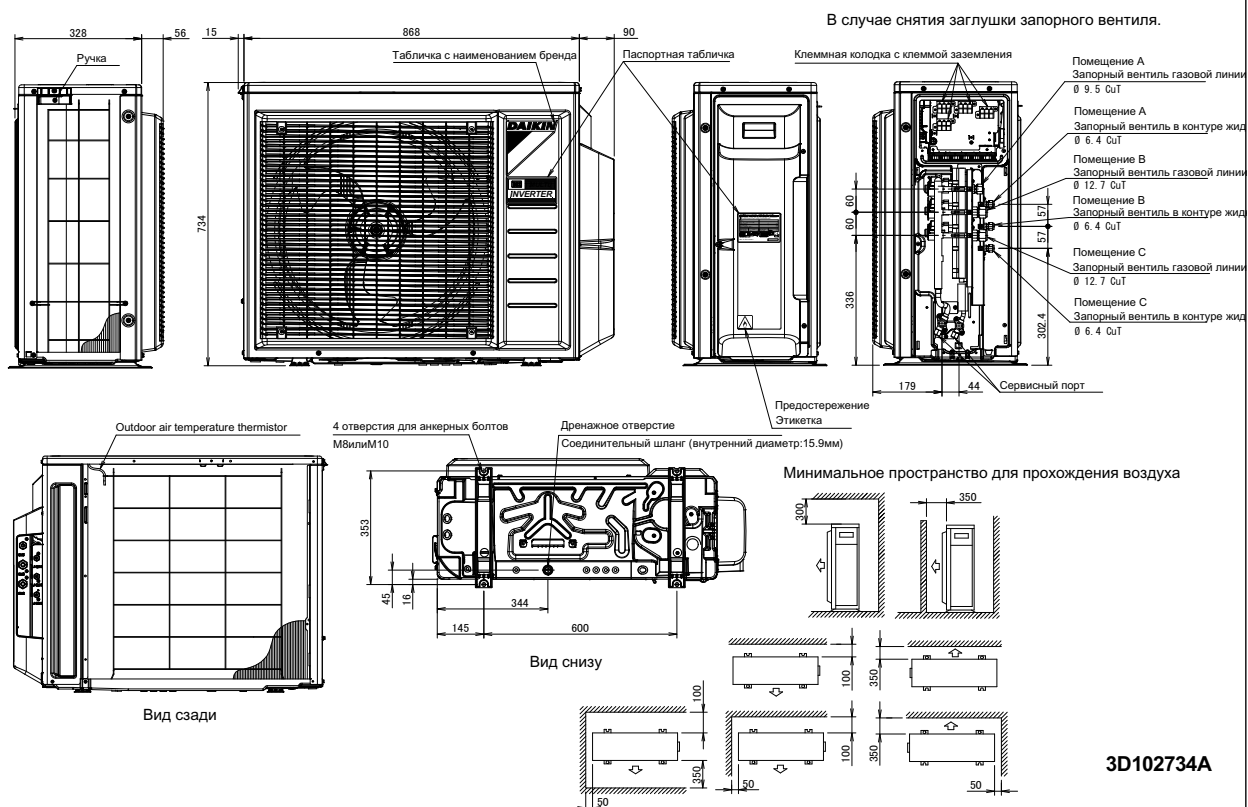 В случае снятия заглушки запорного вентиля.
328
56
15
868
90
Ручка
Табличка с наименованием бренда
Паспортная табличка
Клеммная колодка с клеммой заземления
734
DAIKIN
INVERTER
Помещение A
Запорный вентиль газовой линии
Ø 9.5 CuT
Помещение A
Запорный вентиль в контуре жид
Ø 6.4 CuT
Помещение B
Запорный вентиль газовой линии
Ø 12.7 CuT
Помещение B
Запорный вентиль в контуре жид
Ø 6.4 CuT
Помещение C
Запорный вентиль газовой линии
Ø 12.7 CuT
Помещение C
Запорный вентиль в контуре жид
Ø 6.4 CuT
60
60
336
57
57
302.4
179
44
Сервисный порт
Предостережение
Этикетка
Outdoor air temperature thermistor
4 отверстия для анкерных болтов
M8илиM10
Дренажное отверстие
Соединительный шланг (внутренний диаметр:15.9мм)
353
45
16
344
145
600
Вид снизу
Вид сзади
Минимальное пространство для прохождения воздуха
300
350
100
350
100
350
50
100
50
350
50
3D102734A